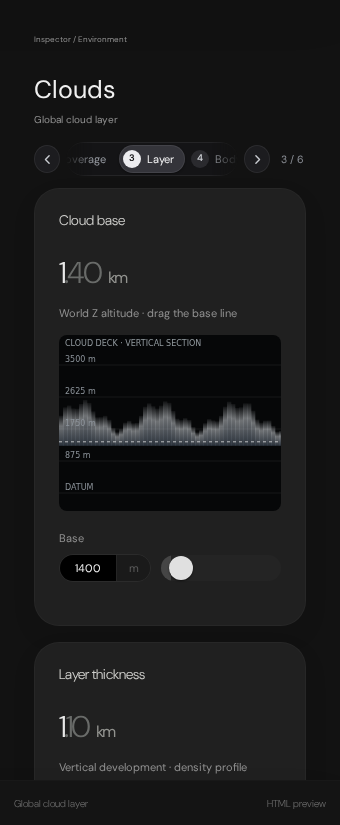 Inspector / Environment
Clouds
Global cloud layer
verage 3 Layer 4 Bod 3 / 6
Cloud base
1.40 km
World Z altitude · drag the base line
CLOUD DECK · VERTICAL SECTION
3500 m
2625 m
1750 m
875 m
DATUM
Base
1400 m
Layer thickness
1.10 km
Vertical development · density profile
Global cloud layer HTML preview